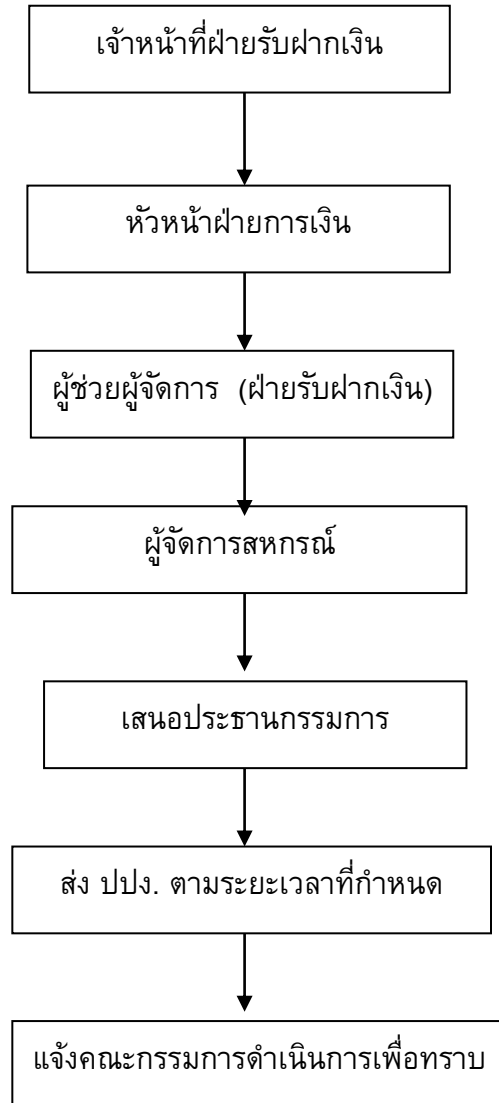 เจ้าหน้าที่ฝ่ายรับฝากเงิน
หัวหน้าฝ่ายการเงิน
ผู้ช่วยผู้จัดการ (ฝ่ายรับฝากเงิน)
ผู้จัดการสหกรณ์
เสนอประธานกรรมการ
ส่ง ปปง. ตามระยะเวลาที่กำหนด
แจ้งคณะกรรมการดำเนินการเพื่อทราบ